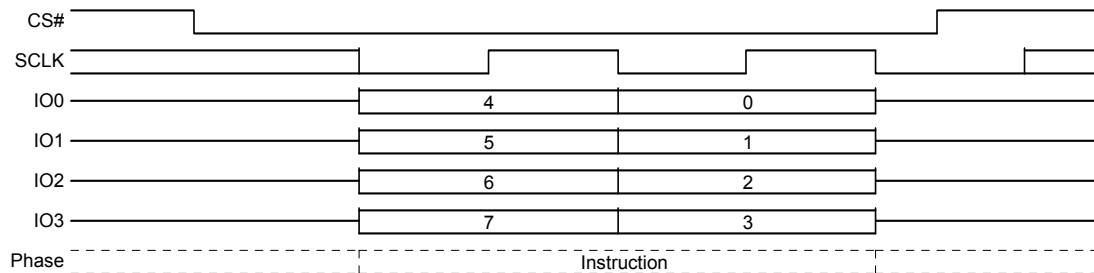 CS#
SCLK
IO0 4 0
IO1 5 1
IO2 6 2
IO3 7 3
Phase Instruction